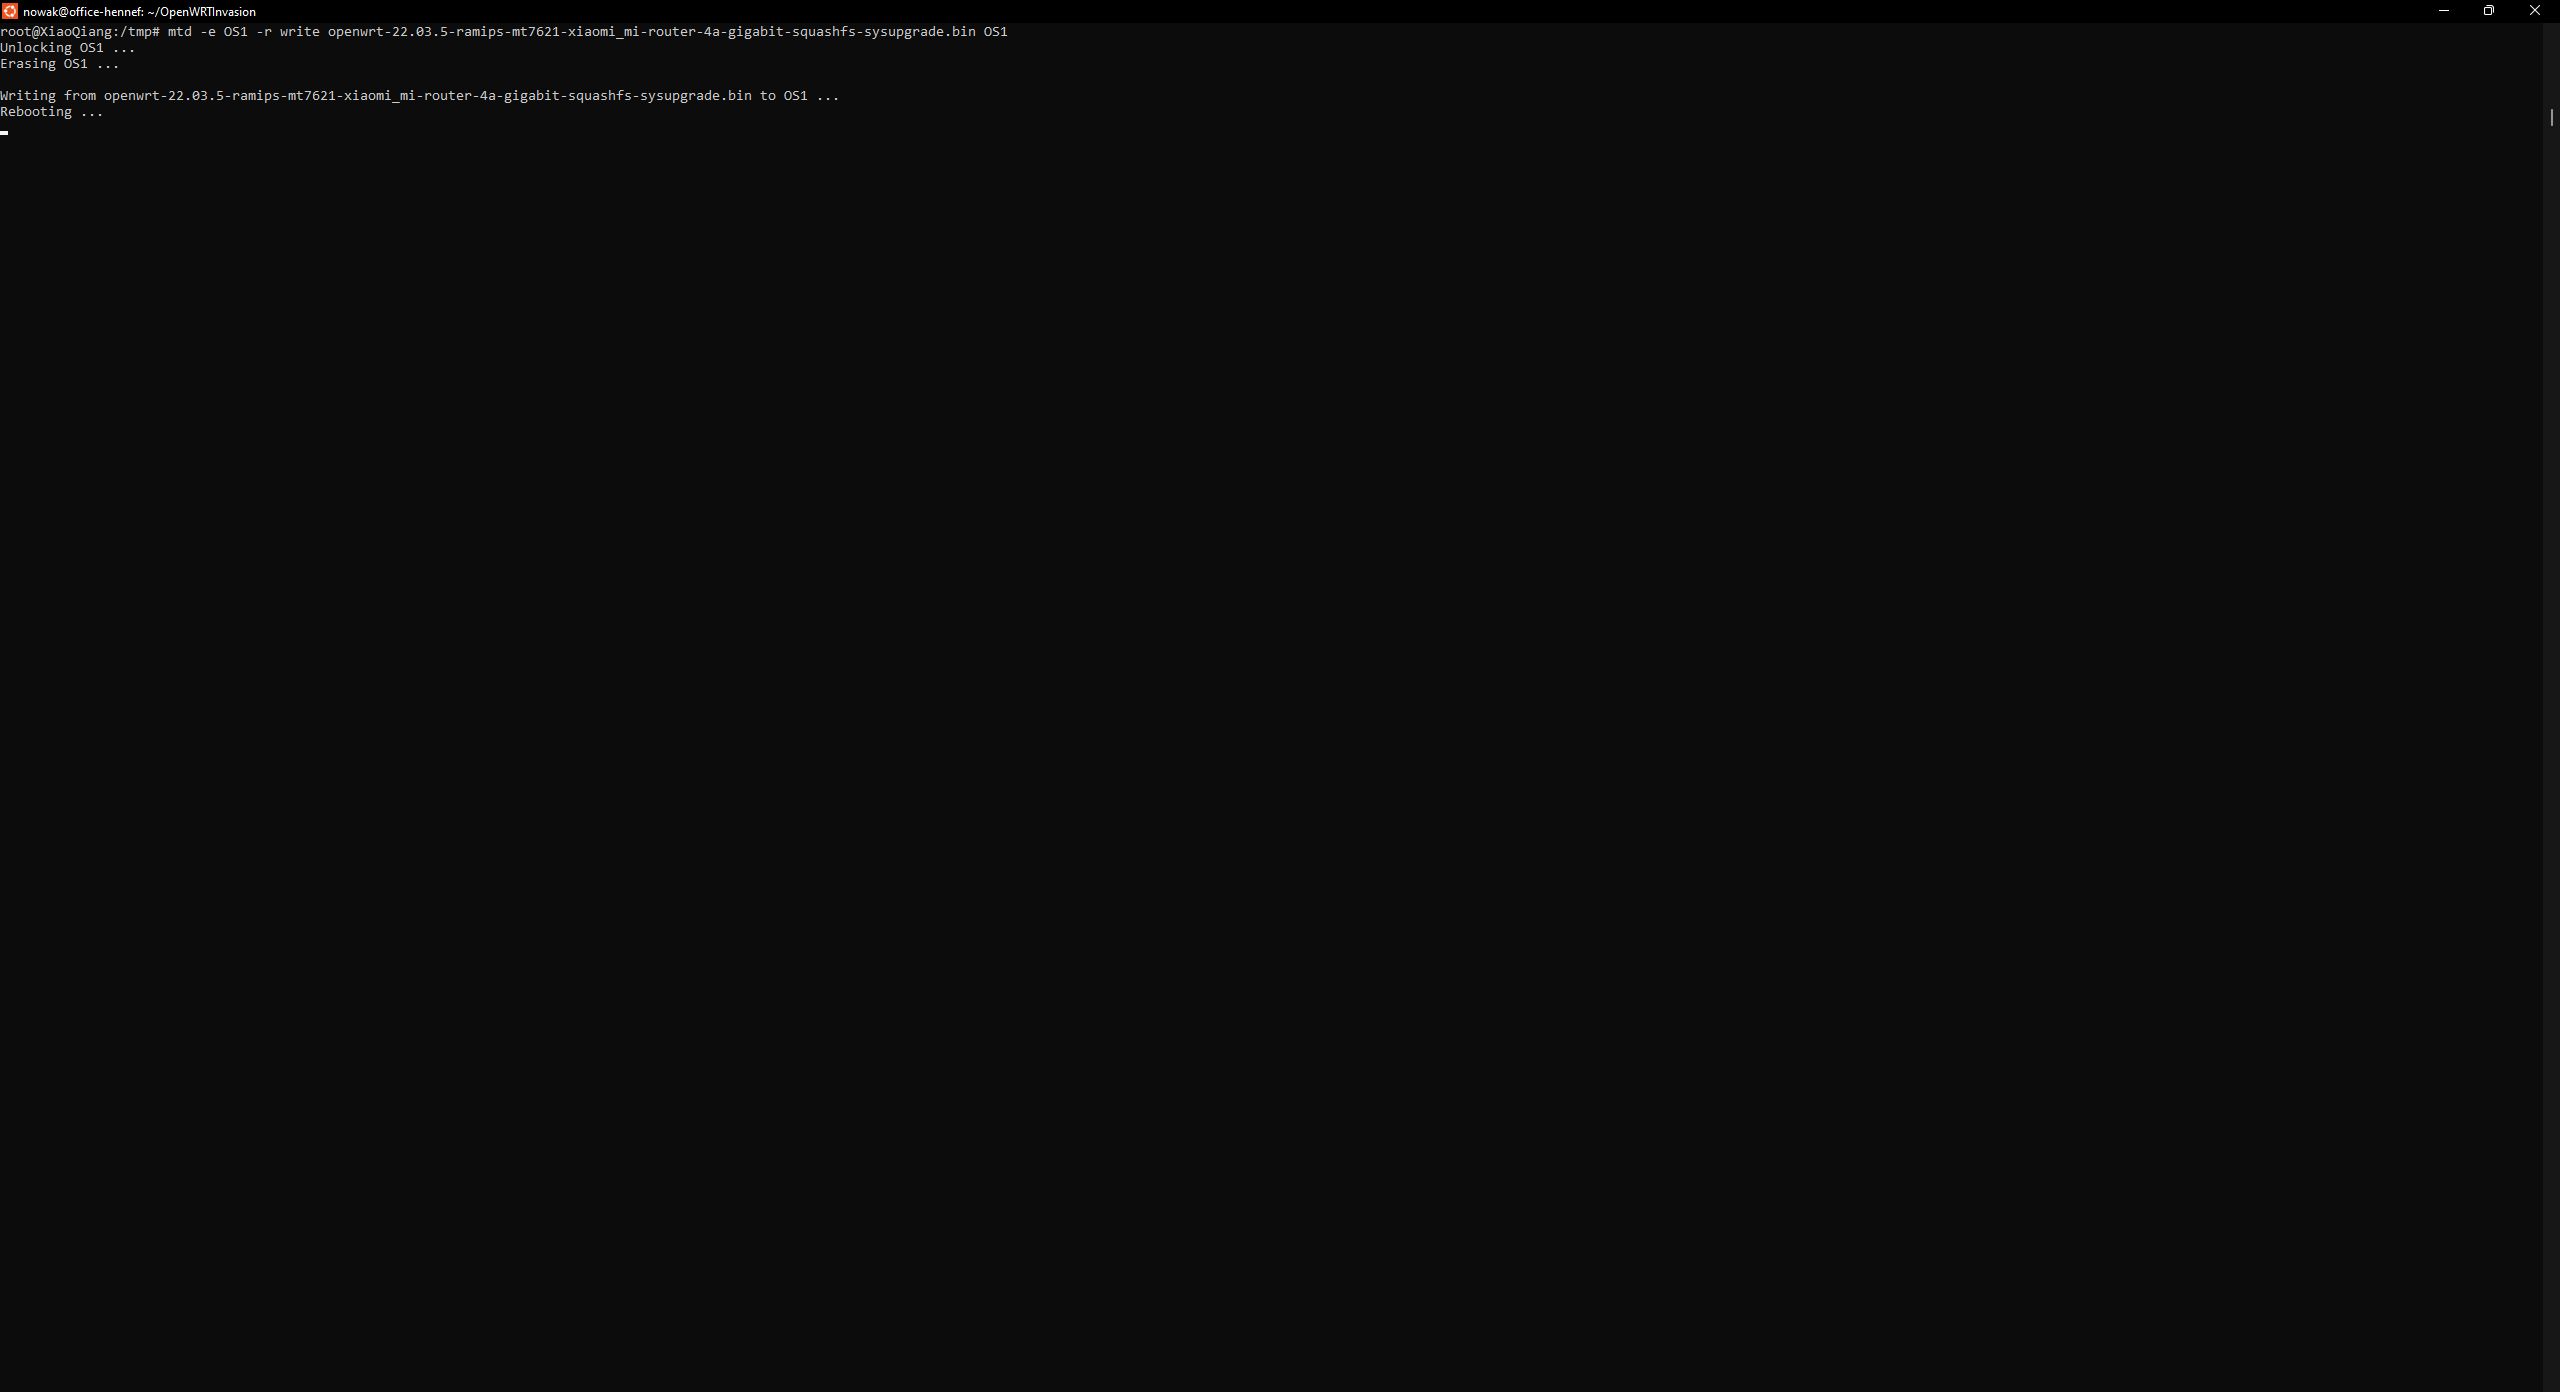 nowak@office-hennef: ~/OpenWRTInvasion
root@XiaoQiang:/tmp# mtd -e OS1 -r write openwrt-22.03.5-ramips-mt7621-xiaomi_mi-router-4a-gigabit-squashfs-sysupgrade.bin OS1
Unlocking OS1 ...
Erasing OS1 ...
Writing from openwrt-22.03.5-ramips-mt7621-xiaomi_mi-router-4a-gigabit-squashfs-sysupgrade.bin to OS1 ...
Rebooting ...